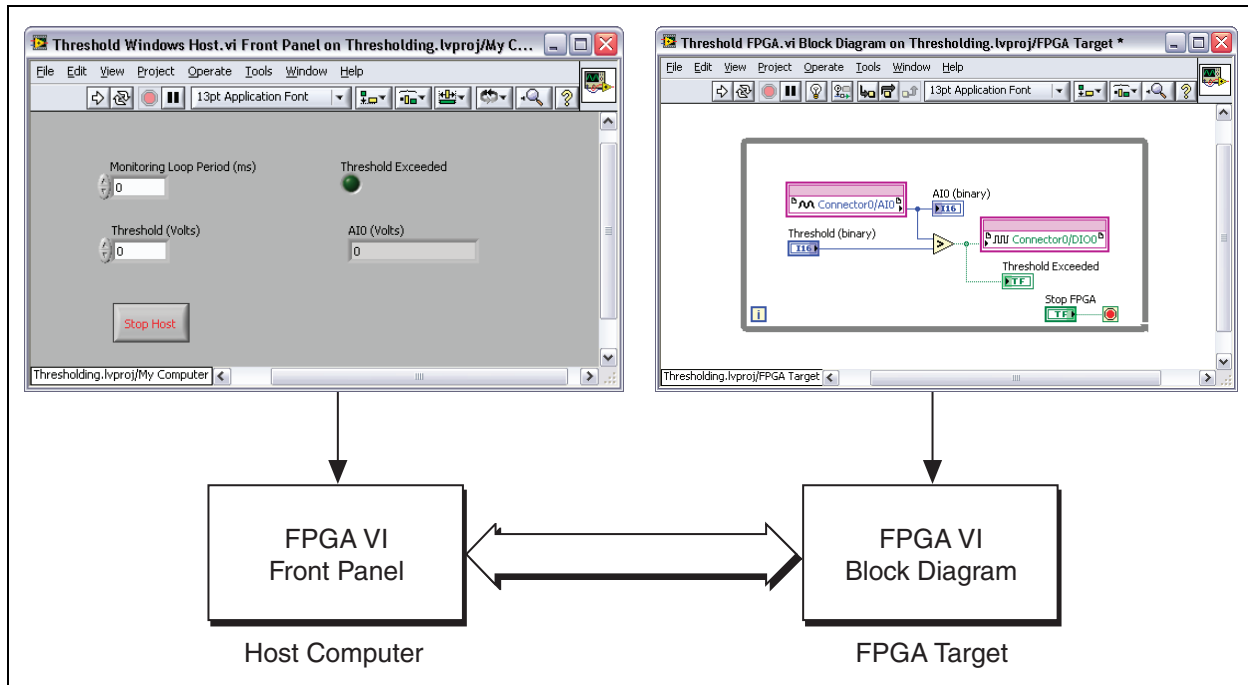 Threshold Windows Host.vi Front Panel on Thresholding.lvproj/My C...
File Edit View Project Operate Tools Window Help
13pt Application Font
Monitoring Loop Period (ms)
0
Threshold Exceeded
Threshold (Volts)
0
AI0 (Volts)
0
Stop Host
Thresholding.lvproj/My Computer
Threshold FPGA.vi Block Diagram on Thresholding.lvproj/FPGA Target *
File Edit View Project Operate Tools Window Help
13pt Application Font
Connector0/AI0
AI0 (binary)
I16
Threshold (binary)
I16
>
Connector0/DIO0
Threshold Exceeded
TF
Stop FPGA
TF
i
Thresholding.lvproj/FPGA Target
FPGA VI
Front Panel
Host Computer
FPGA VI
Block Diagram
FPGA Target